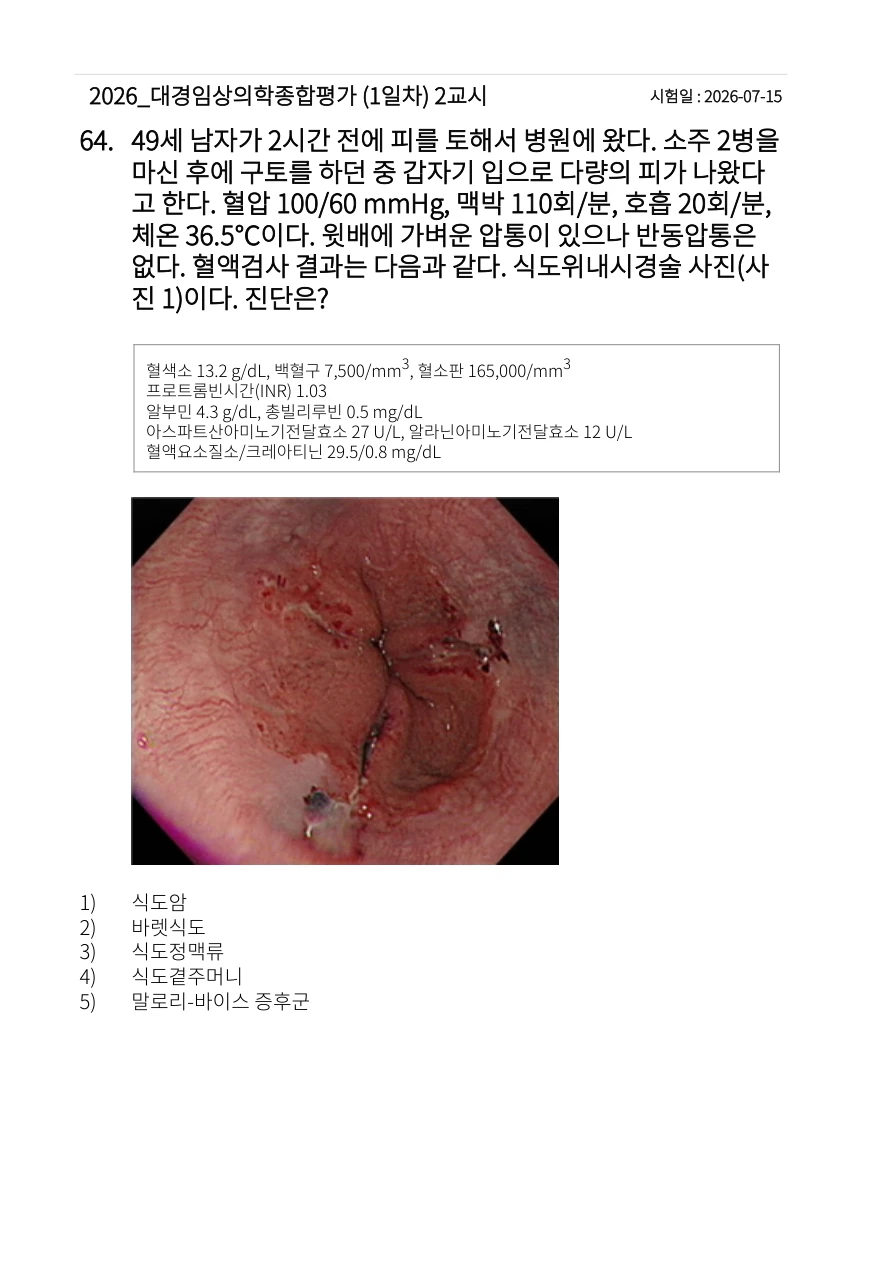 2026_대경임상의학종합평가 (1일차) 2교시
시험일 : 2026-07-15
64. 49세 남자가 2시간 전에 피를 토해서 병원에 왔다. 소주 2병을
마신 후에 구토를 하던 중 갑자기 입으로 다량의 피가 나왔다
고 한다. 혈압 100/60 mmHg, 맥박 110회/분, 호흡 20회/분,
체온 36.5℃이다. 윗배에 가벼운 압통이 있으나 반동압통은
없다. 혈액검사 결과는 다음과 같다. 식도위내시경술 사진(사
진 1)이다. 진단은?
혈색소 13.2 g/dL, 백혈구 7,500/mm³, 혈소판 165,000/mm³
프로트롬빈시간(INR) 1.03
알부민 4.3 g/dL, 총빌리루빈 0.5 mg/dL
아스파트산아미노기전달효소 27 U/L, 알라닌아미노기전달효소 12 U/L
혈액요소질소/크레아티닌 29.5/0.8 mg/dL
1) 식도암
2) 바렛식도
3) 식도정맥류
4) 식도곁주머니
5) 말로리-바이스 증후군